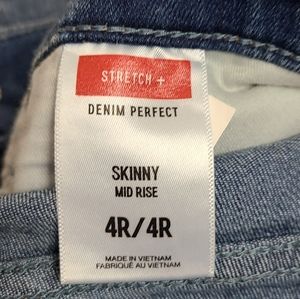 STRETCH +
DENIM PERFECT
SKINNY
MID RISE
4R/4R
MADE IN VIETNAM
FABRIQUÉ AU VIETNAM